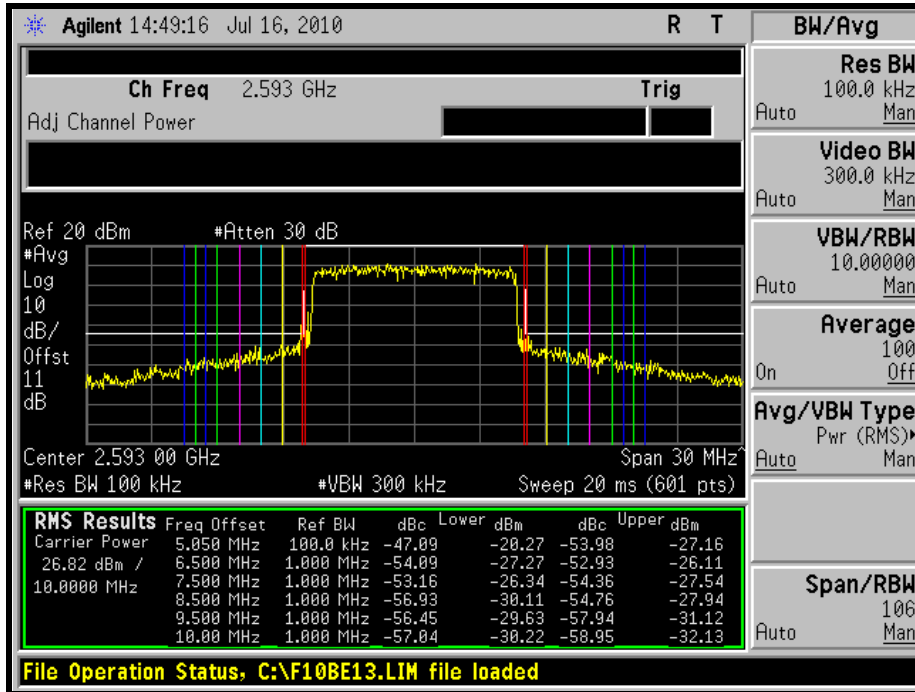 Agilent 14:49:16 Jul 16, 2010 R T
Ch Freq 2.593 GHz Trig
Adj Channel Power
Ref 20 dBm #Atten 30 dB
#Avg
Log
10
dB/
Offst
11
dB
Center 2.593 00 GHz Span 30 MHz^
#Res BW 100 kHz #VBW 300 kHz Sweep 20 ms (601 pts)
RMS Results Freq Offset Ref BW dBc Lower dBm dBc Upper dBm
Carrier Power 5.050 MHz 100.0 kHz -47.09 -20.27 -53.98 -27.16
26.82 dBm / 6.500 MHz 1.000 MHz -54.09 -27.27 -52.93 -26.11
10.0000 MHz 7.500 MHz 1.000 MHz -53.16 -26.34 -54.36 -27.54
8.500 MHz 1.000 MHz -56.93 -30.11 -54.76 -27.94
9.500 MHz 1.000 MHz -56.45 -29.63 -57.94 -31.12
10.00 MHz 1.000 MHz -57.04 -30.22 -58.95 -32.13
File Operation Status, C:\F10BE13.LIM file loaded
BW/Avg
Res BW
100.0 kHz
Auto Man
Video BW
300.0 kHz
Auto Man
VBW/RBW
10.00000
Auto Man
Average
100
On Off
Avg/VBW Type
Pwr (RMS)▸
Auto Man
Span/RBW
106
Auto Man